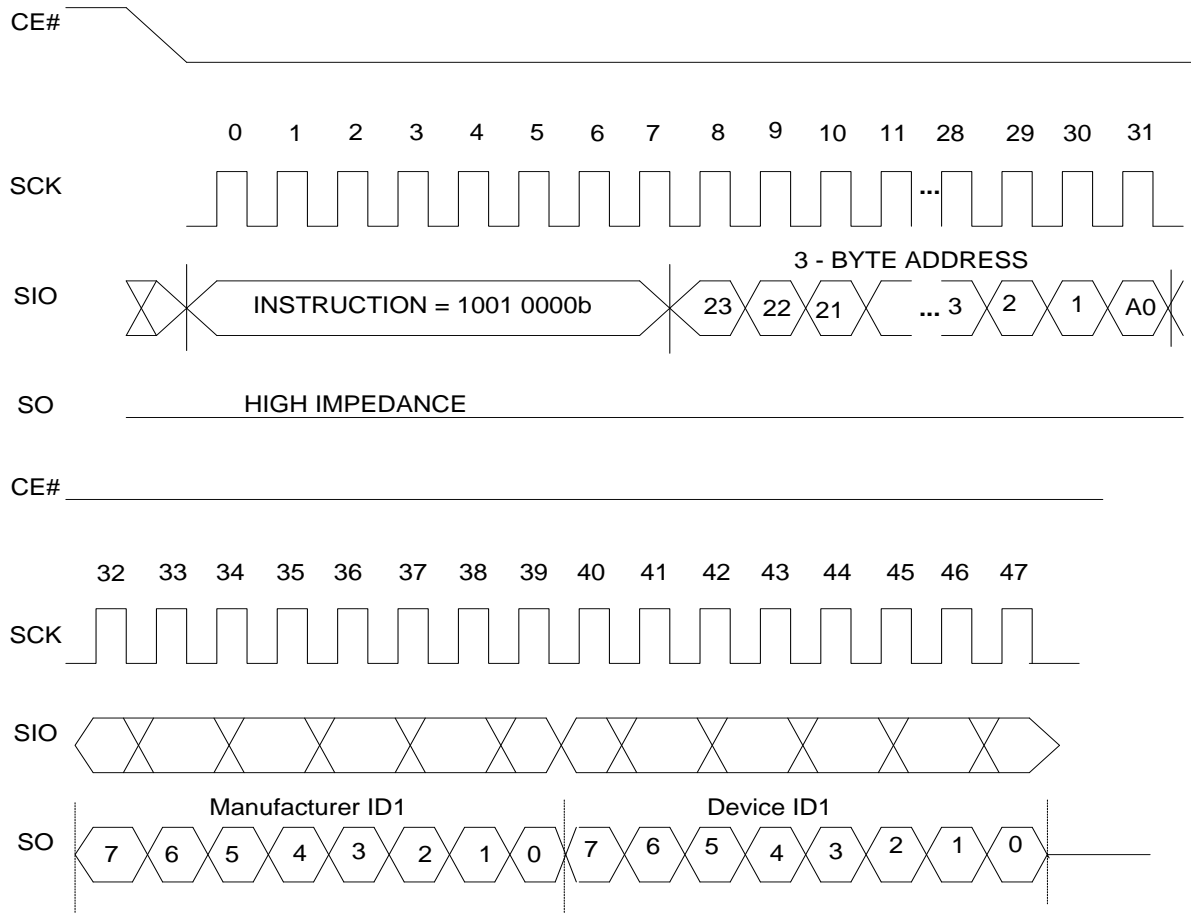 CE#
0 1 2 3 4 5 6 7 8 9 10 11 28 29 30 31
SCK ...
3 - BYTE ADDRESS
SIO INSTRUCTION = 1001 0000b 23 22 21 ... 3 2 1 A0
SO HIGH IMPEDANCE
CE#
32 33 34 35 36 37 38 39 40 41 42 43 44 45 46 47
SCK
SIO
Manufacturer ID1 Device ID1
SO 7 6 5 4 3 2 1 0 7 6 5 4 3 2 1 0